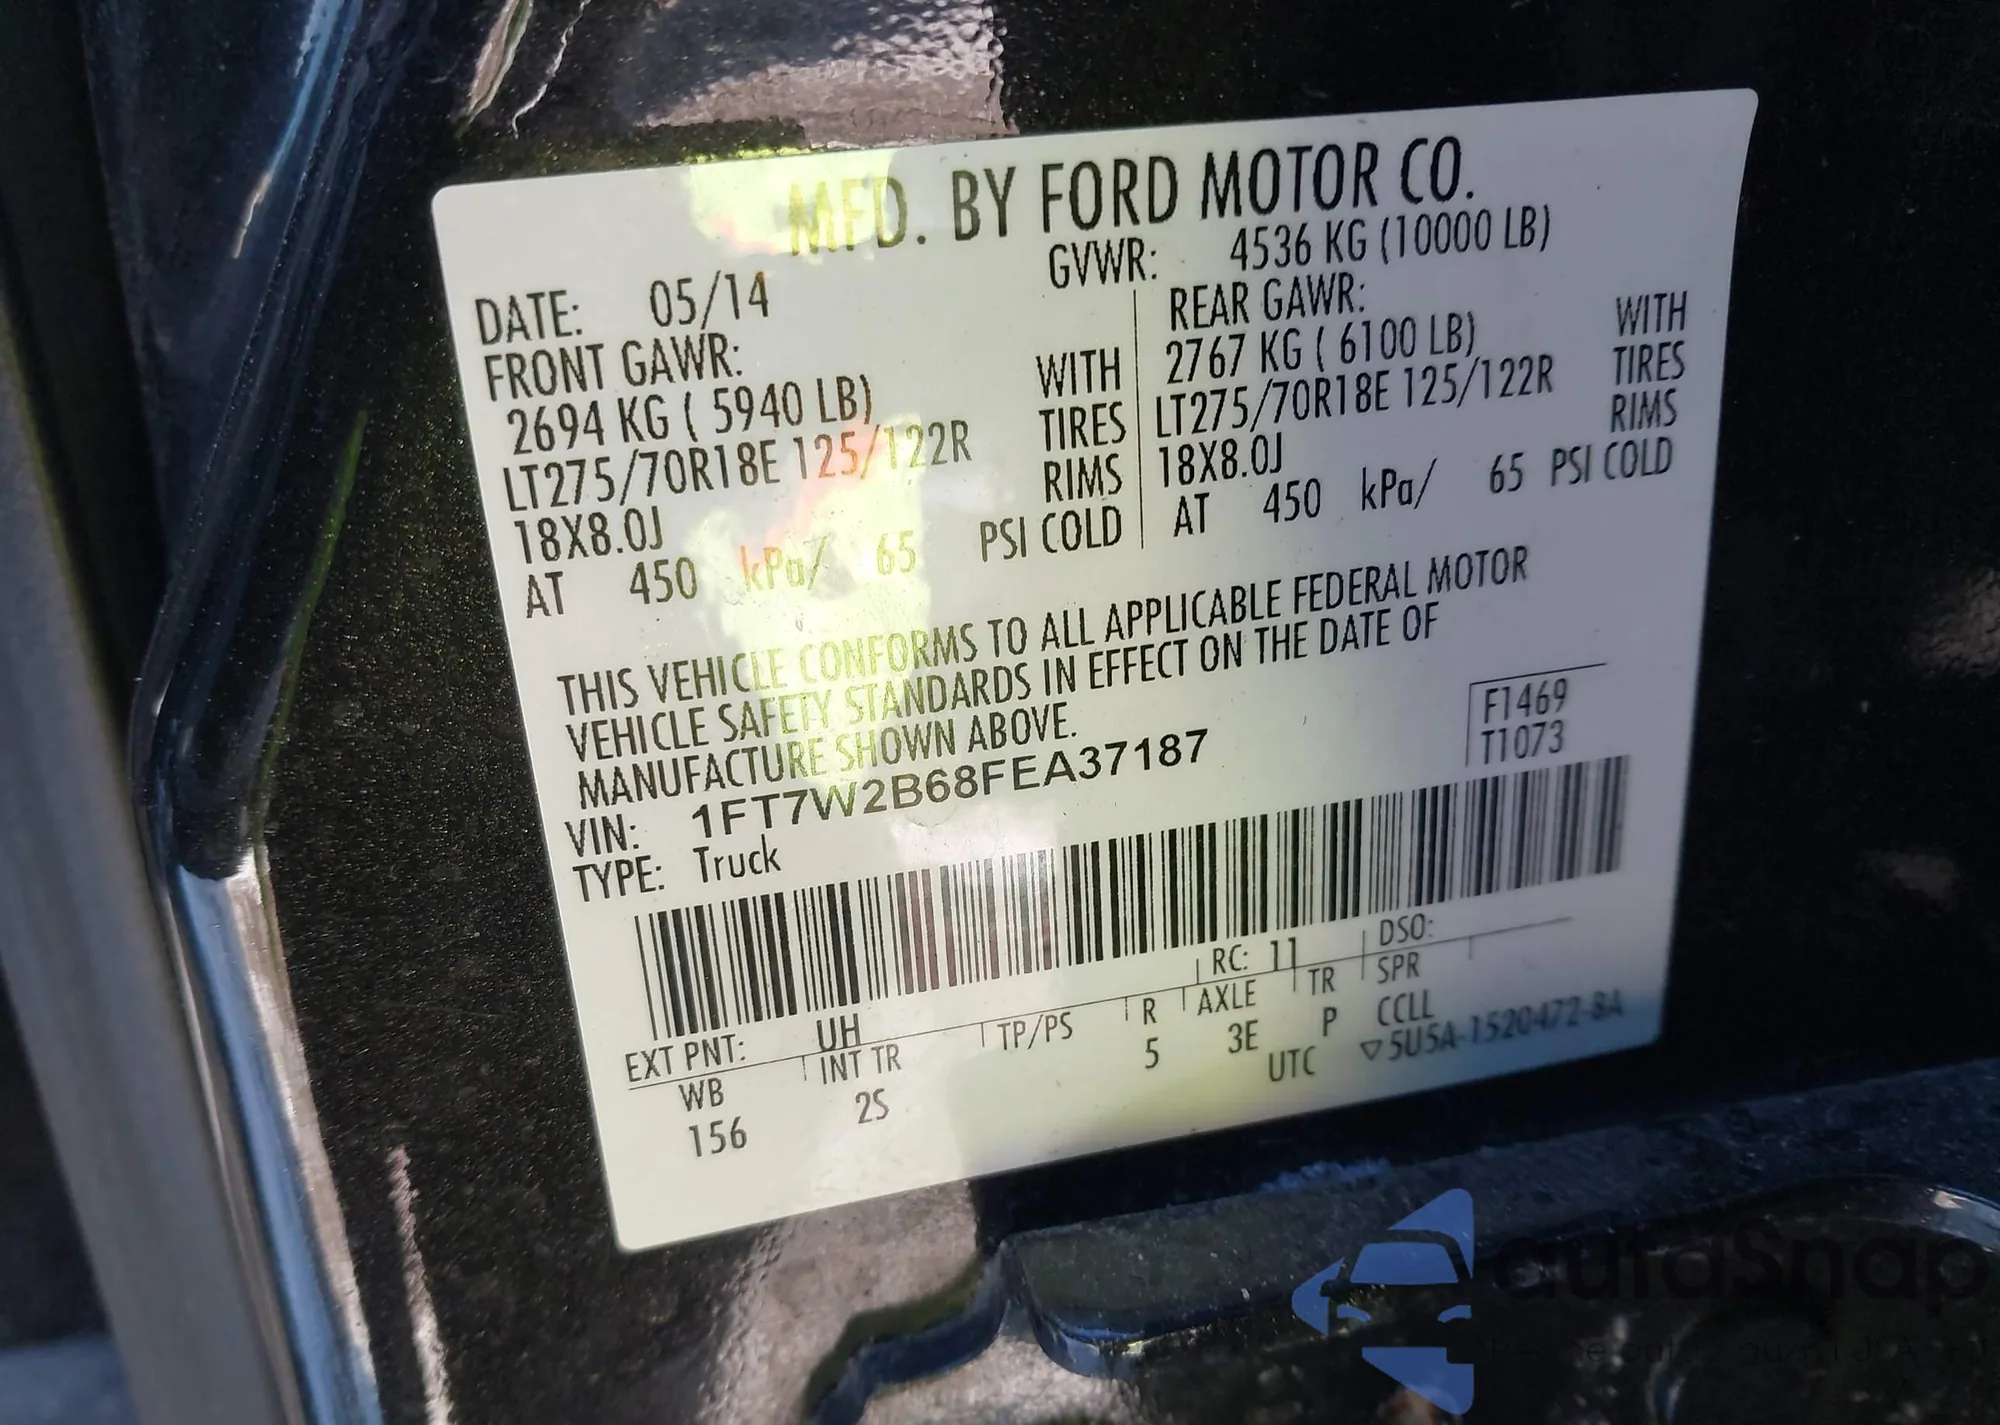 MFD. BY FORD MOTOR CO.
DATE: 05/14 GVWR: 4536 KG (10000 LB)
FRONT GAWR: REAR GAWR:
2694 KG ( 5940 LB) WITH 2767 KG ( 6100 LB) WITH
LT275/70R18E 125/122R TIRES LT275/70R18E 125/122R TIRES
18X8.0J RIMS 18X8.0J RIMS
AT 450 kPa/ 65 PSI COLD AT 450 kPa/ 65 PSI COLD
THIS VEHICLE CONFORMS TO ALL APPLICABLE FEDERAL MOTOR
VEHICLE SAFETY STANDARDS IN EFFECT ON THE DATE OF
MANUFACTURE SHOWN ABOVE.
F1469
VIN: 1FT7W2B68FEA37187
T1073
TYPE: Truck
EXT PNT: UH RC: 11 DSO:
WB INT TR TP/PS R AXLE TR SPR
156 2S 5 3E P CCLL
UTC ▽5U5A-1520472-BA
autoSnap